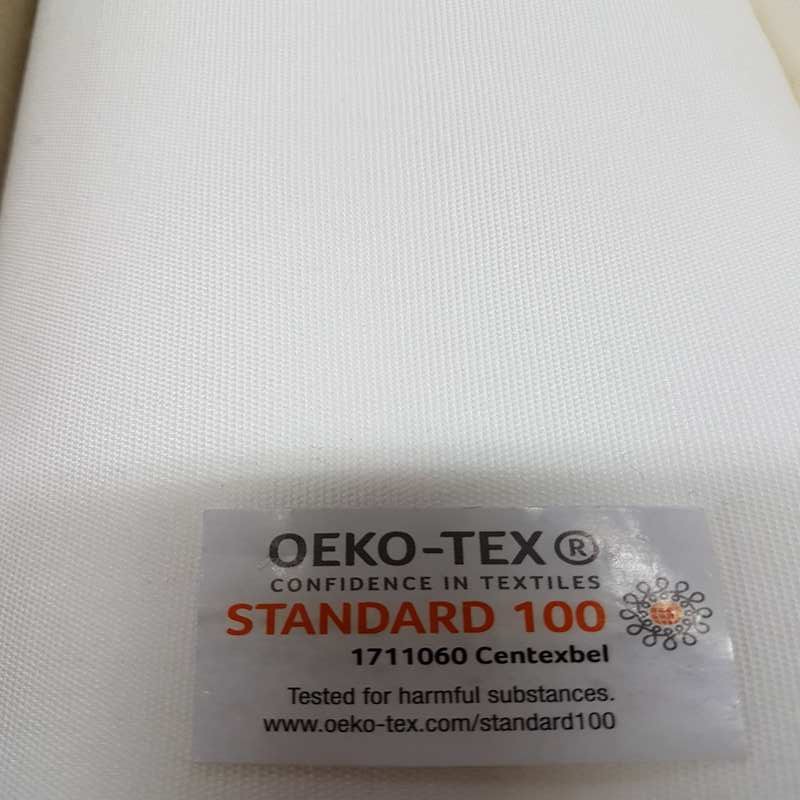 OEKO-TEX®
CONFIDENCE IN TEXTILES
STANDARD 100
1711060 Centexbel
Tested for harmful substances.
www.oeko-tex.com/standard100